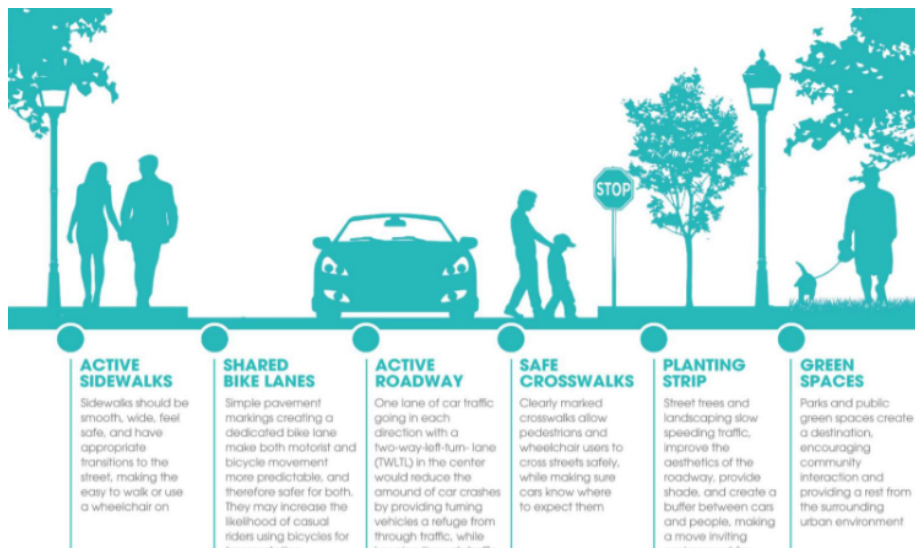 STOP
ACTIVE
SIDEWALKS
Sidewalks should be
smooth, wide, feel
safe, and have
appropriate
transitions to the
street, making the
easy to walk or use
a wheelchair on
SHARED
BIKE LANES
Simple pavement
markings creating a
dedicated bike lane
make both motorist and
bicycle movement
more predictable, and
therefore safer for both.
They may increase the
likelihood of casual
riders using bicycles for
ACTIVE
ROADWAY
One lane of car traffic
going in each
direction with a
two-way-left-turn- lane
(TWLTL) in the center
would reduce the
amound of car crashes
by providing turning
vehicles a refuge from
through traffic, while
SAFE
CROSSWALKS
Clearly marked
crosswalks allow
pedestrians and
wheelchair users to
cross streets safely,
while making sure
cars know where
to expect them
PLANTING
STRIP
Street trees and
landscaping slow
speeding traffic,
improve the
aesthetics of the
roadway, provide
shade, and create a
buffer between cars
and people, making
a move inviting
GREEN
SPACES
Parks and public
green spaces create
a destination,
encouraging
community
interaction and
providing a rest from
the surrounding
urban environment